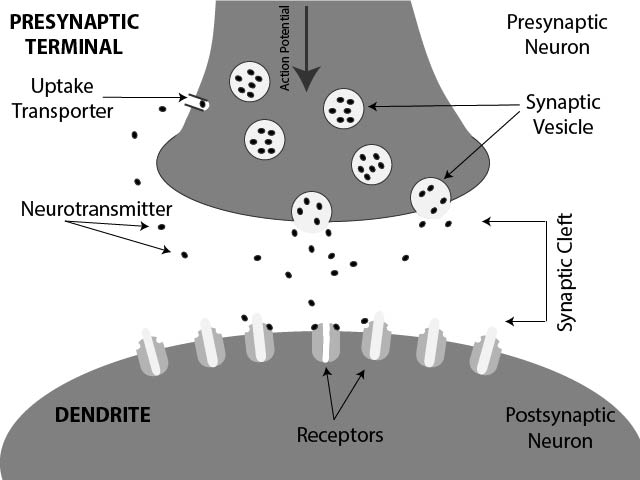 PRESYNAPTIC
TERMINAL
Action Potential
Presynaptic
Neuron
Uptake
Transporter
Synaptic
Vesicle
Neurotransmitter
Synaptic Cleft
DENDRITE
Receptors
Postsynaptic
Neuron